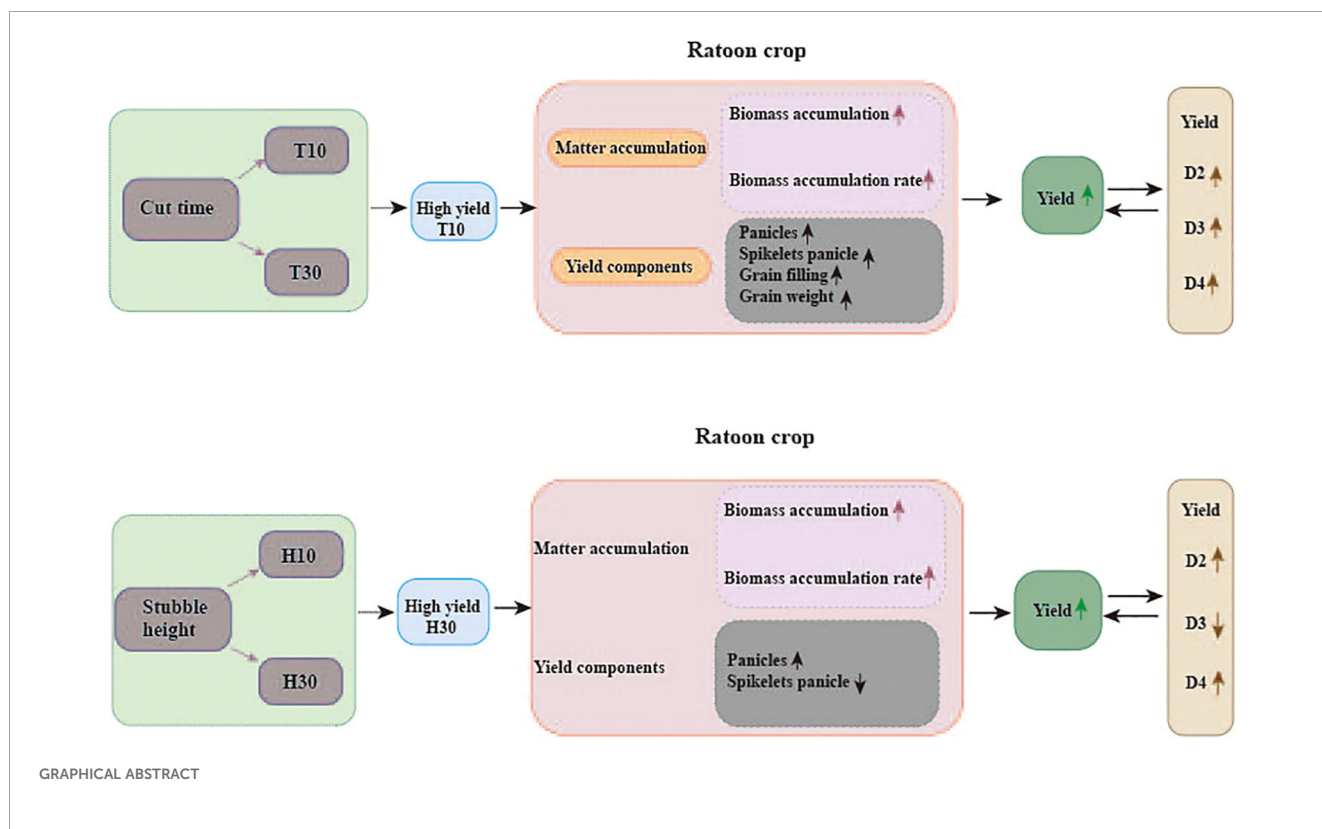 Ratoon crop
Cut time
T10
T30
High yield
T10
Matter accumulation
Biomass accumulation
Biomass accumulation rate
Yield components
Panicles
Spikelets panicle
Grain filling
Grain weight
Yield
Yield
D2
D3
D4
Ratoon crop
Stubble
height
H10
H30
High yield
H30
Matter accumulation
Biomass accumulation
Biomass accumulation rate
Yield components
Panicles
Spikelets panicle
Yield
Yield
D2
D3
D4
GRAPHICAL ABSTRACT